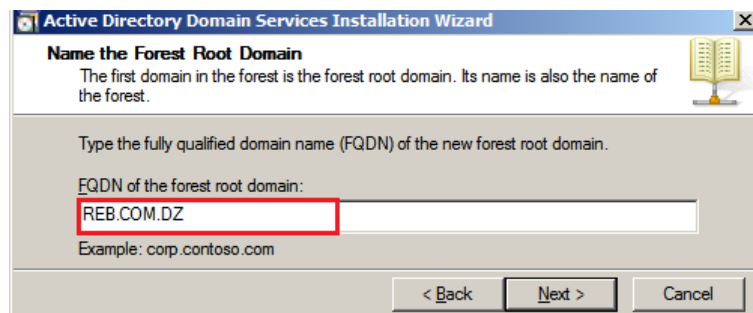 Active Directory Domain Services Installation Wizard
Name the Forest Root Domain
The first domain in the forest is the forest root domain. Its name is also the name of
the forest.
Type the fully qualified domain name (FQDN) of the new forest root domain.
FQDN of the forest root domain:
REB.COM.DZ
Example: corp.contoso.com
< Back Next > Cancel